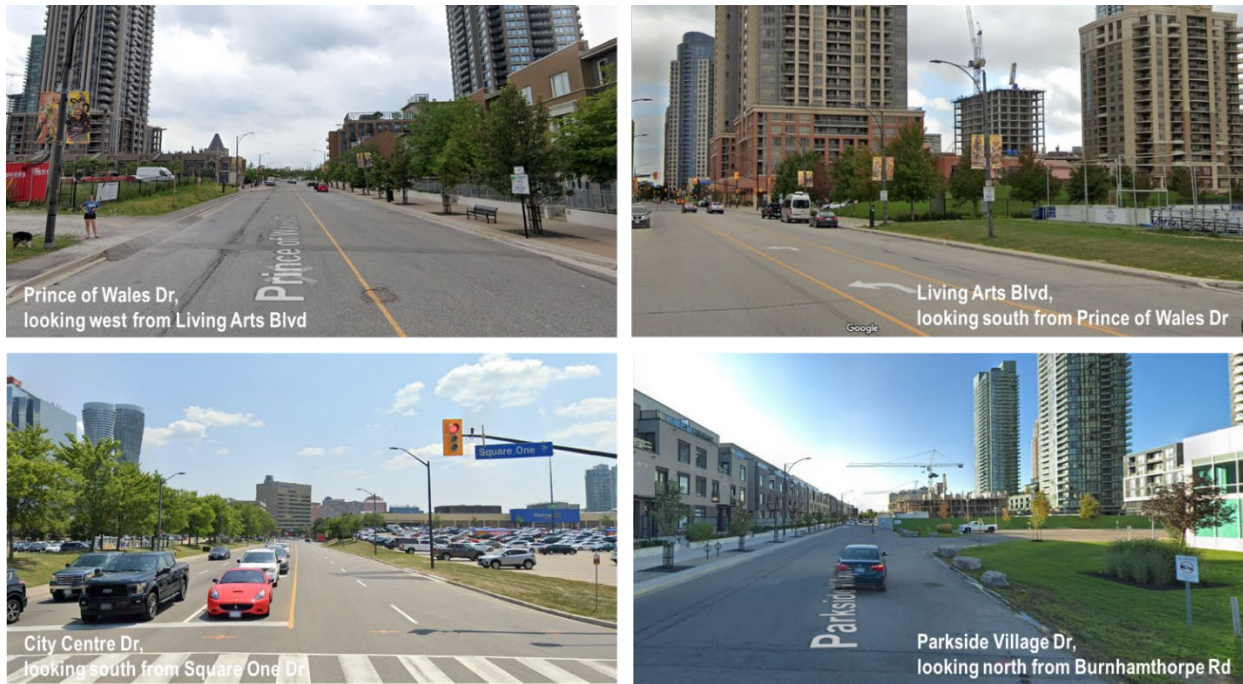 Prince of Wales Dr,
looking west from Living Arts Blvd
Google
Living Arts Blvd,
looking south from Prince of Wales Dr
Square One
City Centre Dr,
looking south from Square One Dr
Parkside
Parkside Village Dr,
looking north from Burnhamthorpe Rd